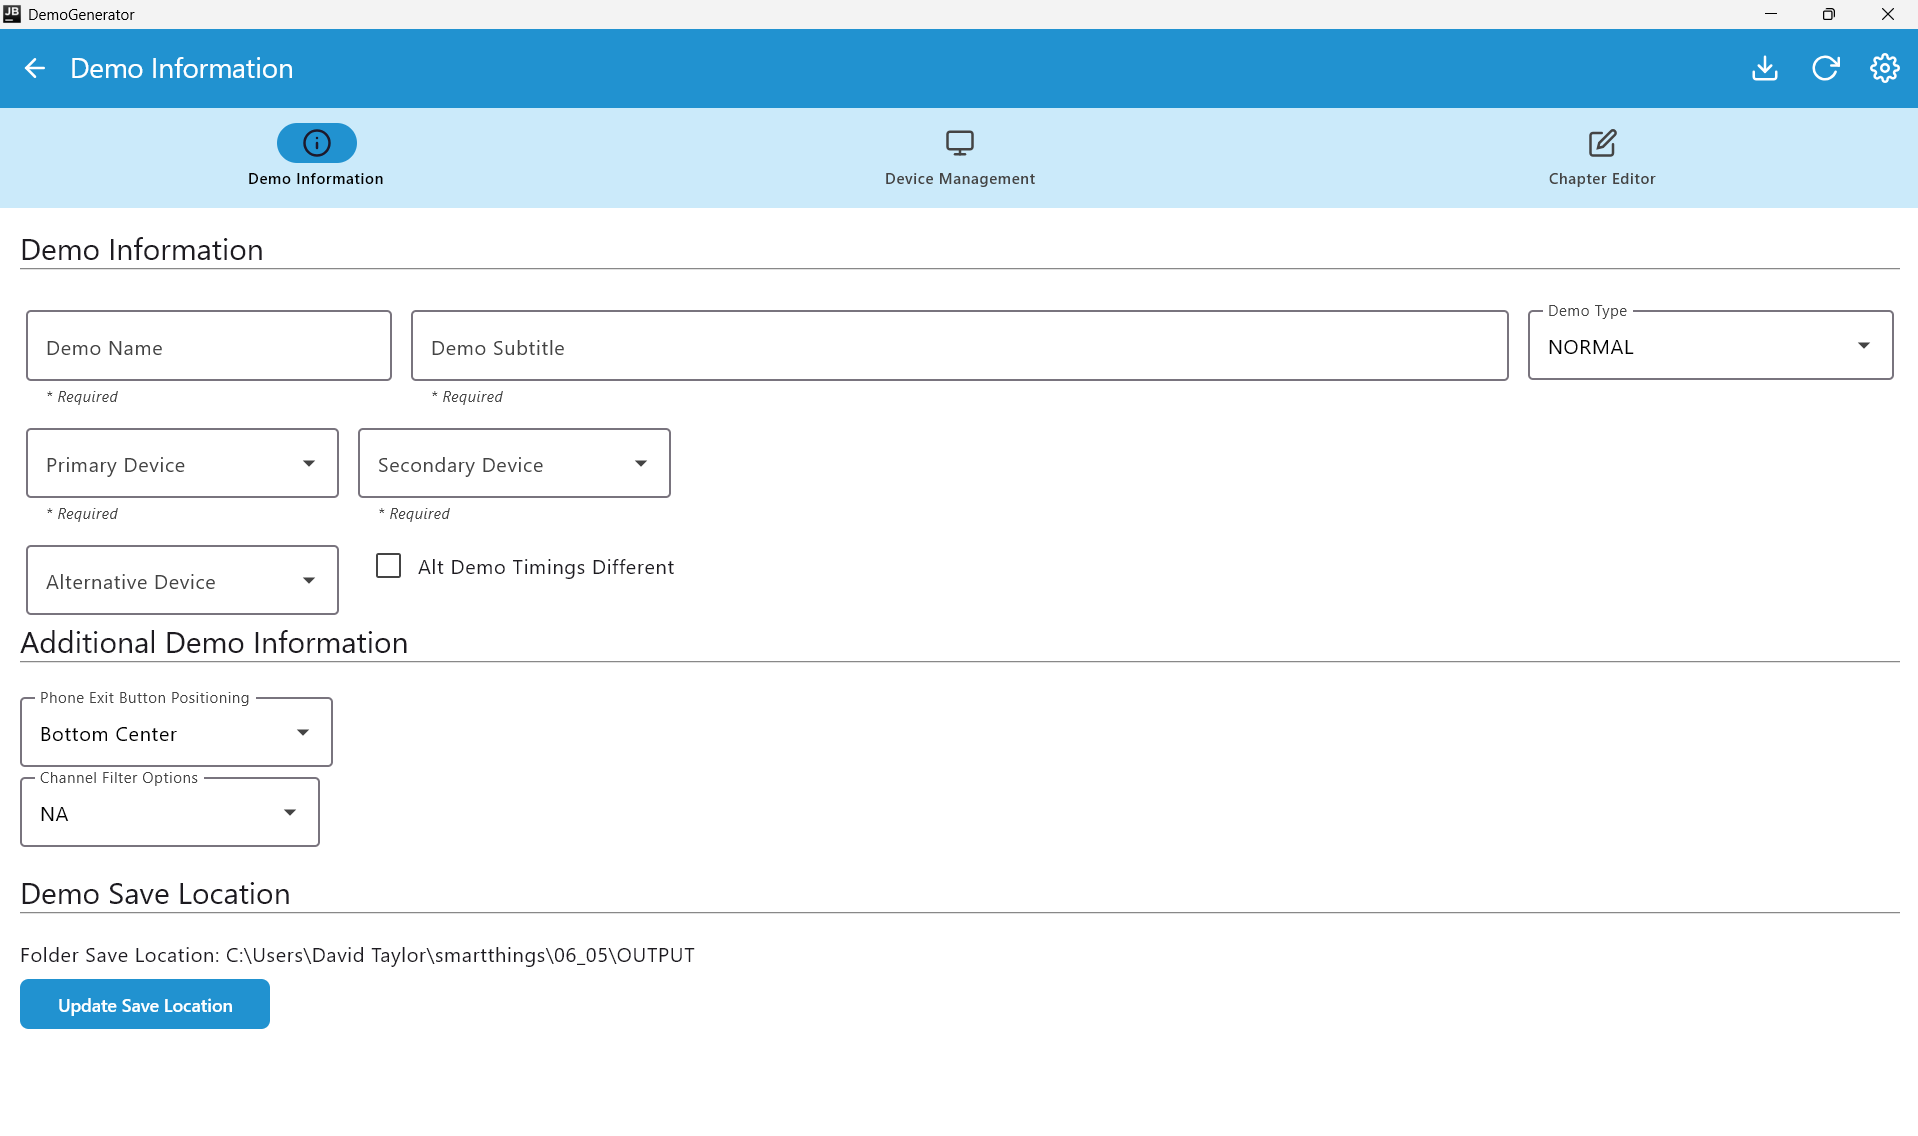 DemoGenerator
Demo Information
Demo Information
Device Management
Chapter Editor
Demo Information
Demo Name
Demo Subtitle
Demo Type
NORMAL
* Required
* Required
Primary Device
Secondary Device
* Required
* Required
Alternative Device
Alt Demo Timings Different
Additional Demo Information
Phone Exit Button Positioning
Bottom Center
Channel Filter Options
NA
Demo Save Location
Folder Save Location: C:\Users\David Taylor\smartthings\06_05\OUTPUT
Update Save Location